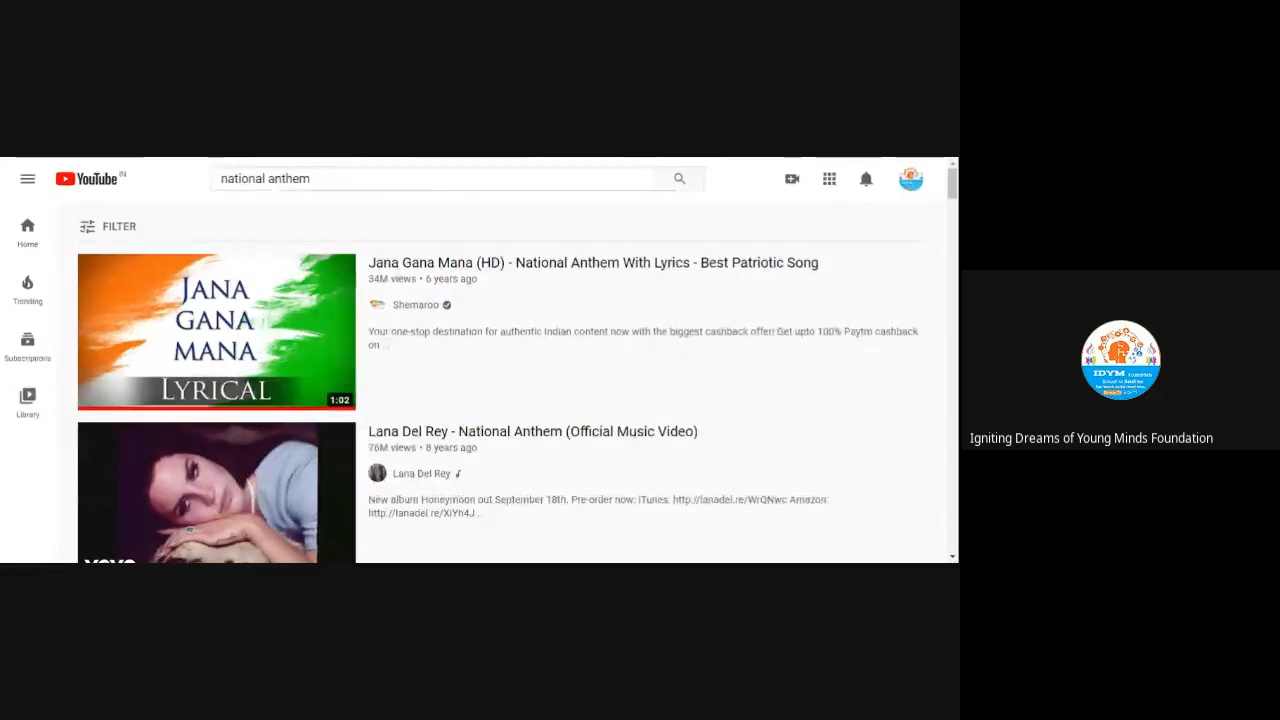 YouTube IN
national anthem
Home
Trending
Subscriptions
Library
FILTER
JANA
GANA
MANA
LYRICAL
1:02
Jana Gana Mana (HD) - National Anthem With Lyrics - Best Patriotic Song
34M views • 6 years ago
Shemaroo
Your one-stop destination for authentic Indian content now with the biggest cashback offer! Get upto 100% Paytm cashback
on ...
Lana Del Rey - National Anthem (Official Music Video)
76M views • 8 years ago
Lana Del Rey
New album Honeymoon out September 18th. Pre-order now: iTunes: http://lanadel.re/WrQNwc Amazon:
http://lanadel.re/XiYh4J ...
IDYM Foundation
Igniting Dreams of Young Minds Foundation